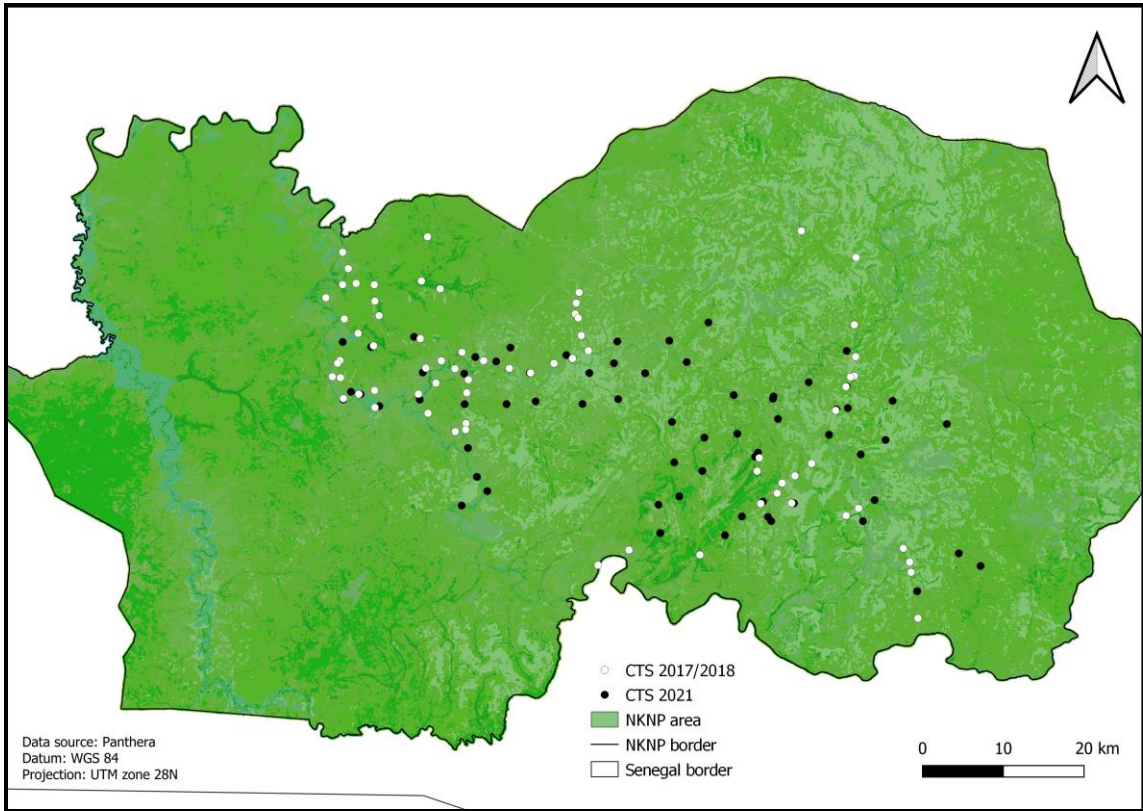 CTS 2017/2018
CTS 2021
NKNP area
NKNP border
Senegal border
Data source: Panthera
Datum: WGS 84
Projection: UTM zone 28N
0 10 20 km